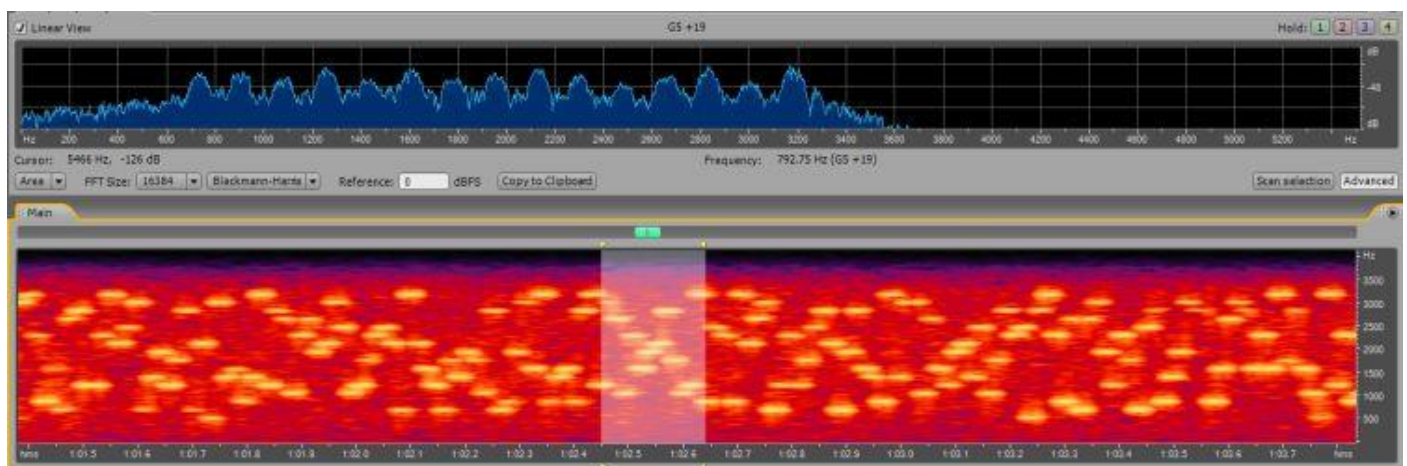 Linear View G5 +19 Hold: 1 2 3 4
dB
-40
dB
Hz 200 400 600 800 1000 1200 1400 1600 1800 2000 2200 2400 2600 2800 3000 3200 3400 3600 3800 4000 4200 4400 4600 4800 5000 5200 Hz
Cursor: 5466 Hz, -126 dB Frequency: 792.75 Hz (G5 +19)
Area FFT Size: 16384 Blackmann-Harris Reference: 0 dBFS Copy to Clipboard Scan selection Advanced
Main
Hz
3500
3000
2500
2000
1500
1000
500
hms 1:01.5 1:01.6 1:01.7 1:01.8 1:01.9 1:02.0 1:02.1 1:02.2 1:02.3 1:02.4 1:02.5 1:02.6 1:02.7 1:02.8 1:02.9 1:03.0 1:03.1 1:03.2 1:03.3 1:03.4 1:03.5 1:03.6 1:03.7 hms